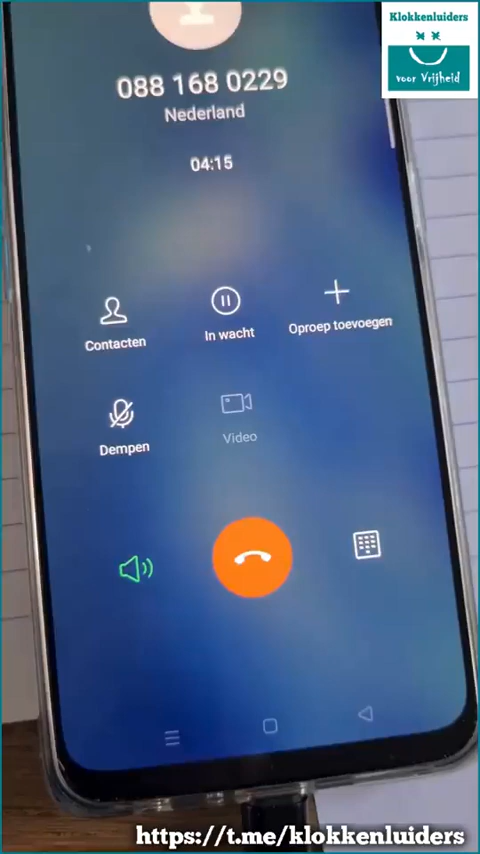 Klokkenluiders
voor Vrijheid
088 168 0229
Nederland
04:15
Contacten
In wacht
Oproep toevoegen
Dempen
Video
https://t.me/klokkenluiders